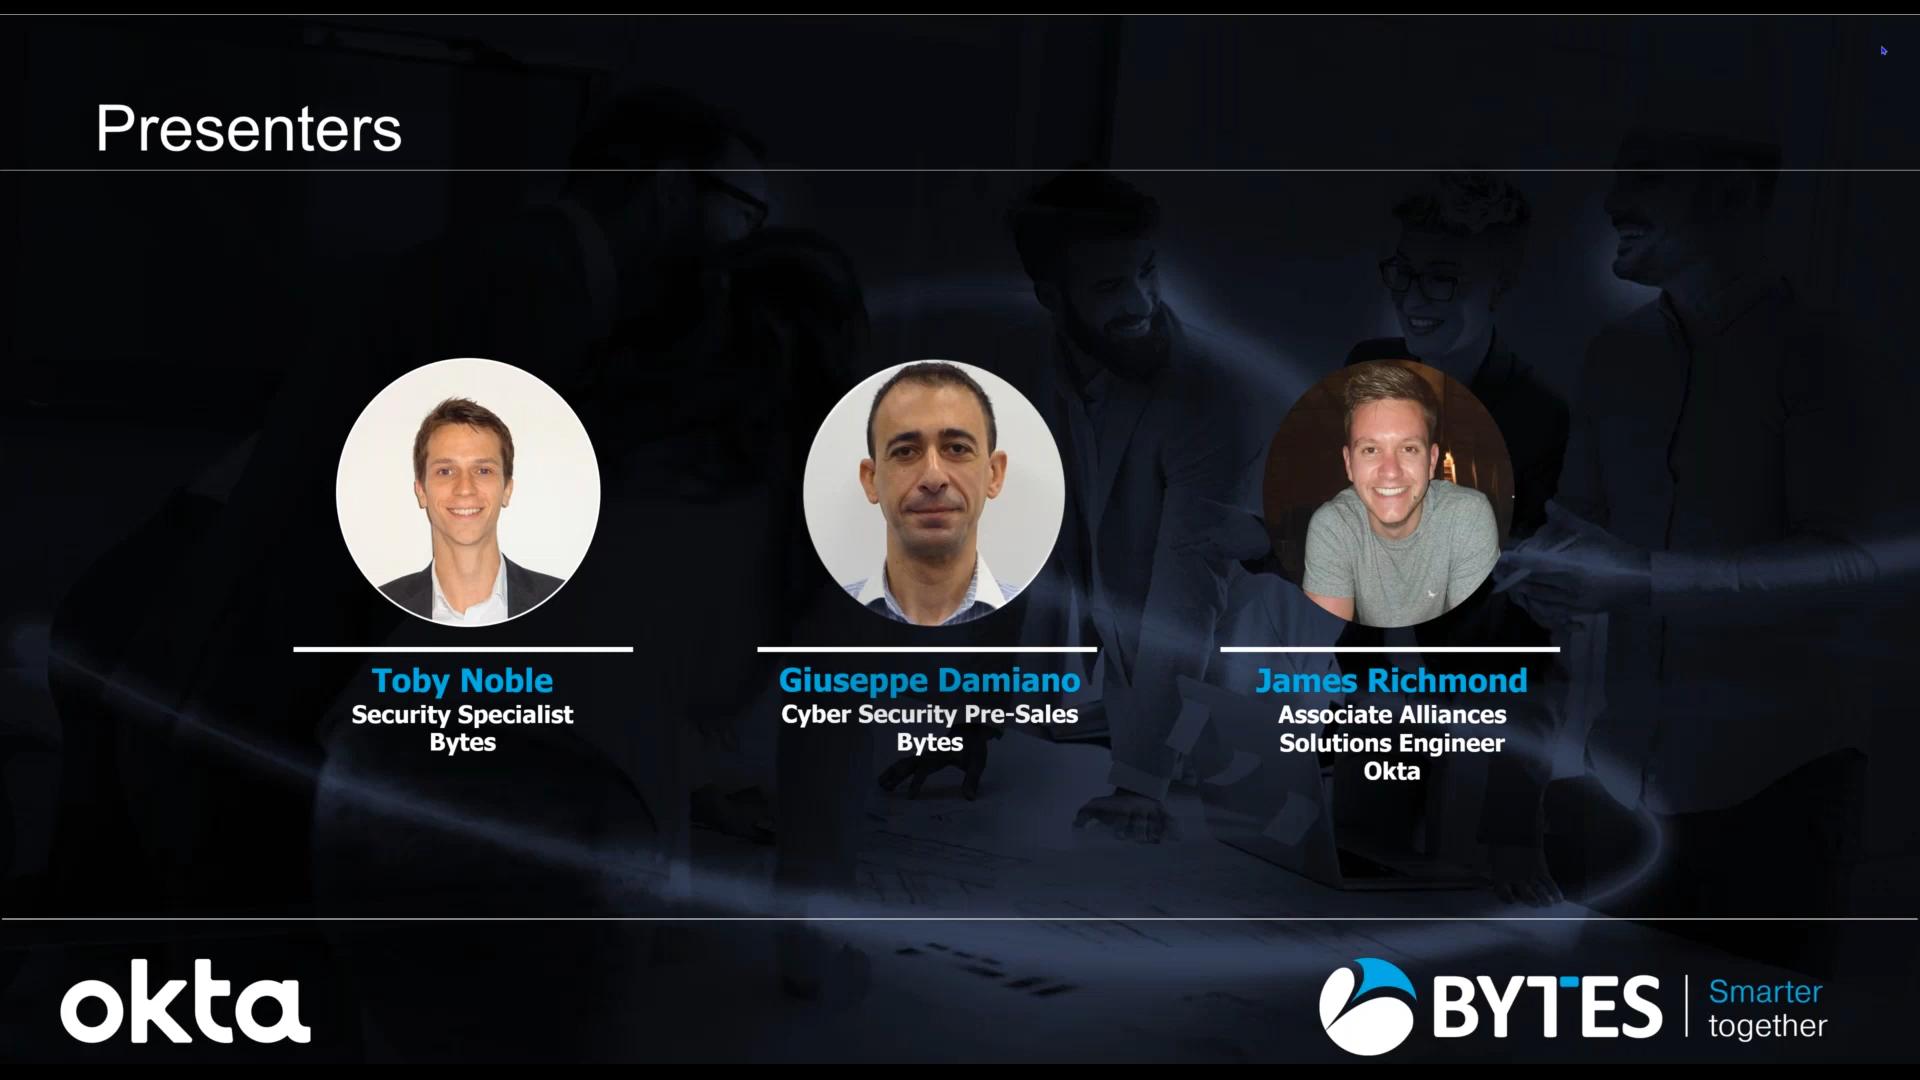 Presenters
Toby Noble
Security Specialist
Bytes
Giuseppe Damiano
Cyber Security Pre-Sales
Bytes
James Richmond
Associate Alliances
Solutions Engineer
Okta
okta
BYTES
Smarter
together